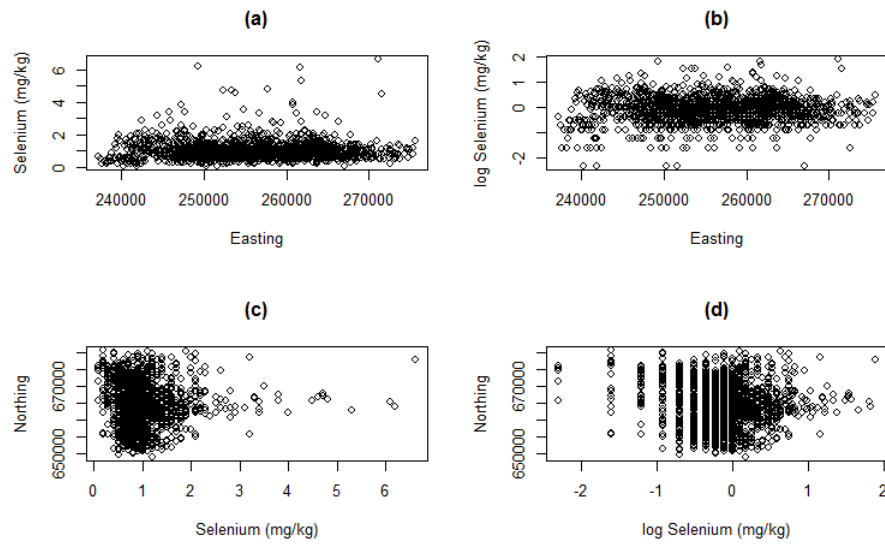 (a)
Selenium (mg/kg)
6
4
2
0
240000 250000 260000 270000
Easting
(b)
log Selenium (mg/kg)
2
1
0
-2
240000 250000 260000 270000
Easting
(c)
Northing
670000
650000
0 1 2 3 4 5 6
Selenium (mg/kg)
(d)
Northing
670000
650000
-2 -1 0 1 2
log Selenium (mg/kg)